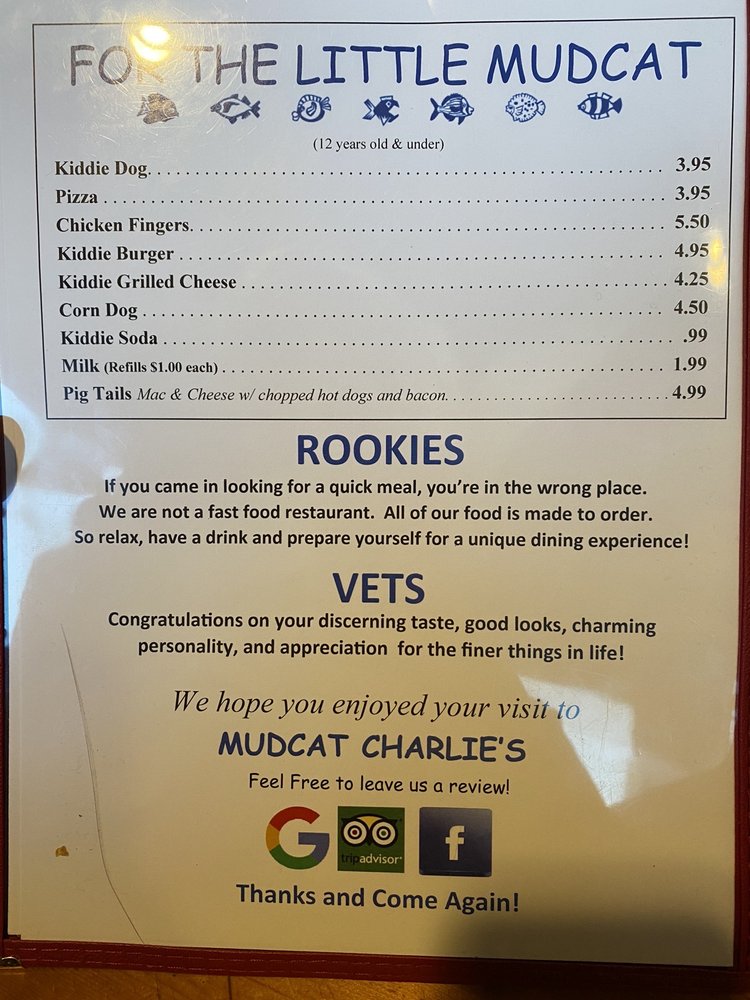 FOR THE LITTLE MUDCAT
(12 years old & under)
Kiddie Dog. . . . . . . . . . . . . . . . . . . . . . . . . . . . . . . . . . . . . . . . . . . . . . . . 3.95
Pizza . . . . . . . . . . . . . . . . . . . . . . . . . . . . . . . . . . . . . . . . . . . . . . . . . . . . 3.95
Chicken Fingers. . . . . . . . . . . . . . . . . . . . . . . . . . . . . . . . . . . . . . . . . . . . 5.50
Kiddie Burger . . . . . . . . . . . . . . . . . . . . . . . . . . . . . . . . . . . . . . . . . . . . . 4.95
Kiddie Grilled Cheese . . . . . . . . . . . . . . . . . . . . . . . . . . . . . . . . . . . . . . . 4.25
Corn Dog . . . . . . . . . . . . . . . . . . . . . . . . . . . . . . . . . . . . . . . . . . . . . . . . 4.50
Kiddie Soda . . . . . . . . . . . . . . . . . . . . . . . . . . . . . . . . . . . . . . . . . . . . . . . .99
Milk (Refills $1.00 each) . . . . . . . . . . . . . . . . . . . . . . . . . . . . . . . . . . . . . . . 1.99
Pig Tails Mac & Cheese w/ chopped hot dogs and bacon. . . . . . . . . . . . . . . . . . . . 4.99
ROOKIES
If you came in looking for a quick meal, you're in the wrong place.
We are not a fast food restaurant. All of our food is made to order.
So relax, have a drink and prepare yourself for a unique dining experience!
VETS
Congratulations on your discerning taste, good looks, charming
personality, and appreciation for the finer things in life!
We hope you enjoyed your visit to
MUDCAT CHARLIE'S
Feel Free to leave us a review!
G tripadvisor f
Thanks and Come Again!